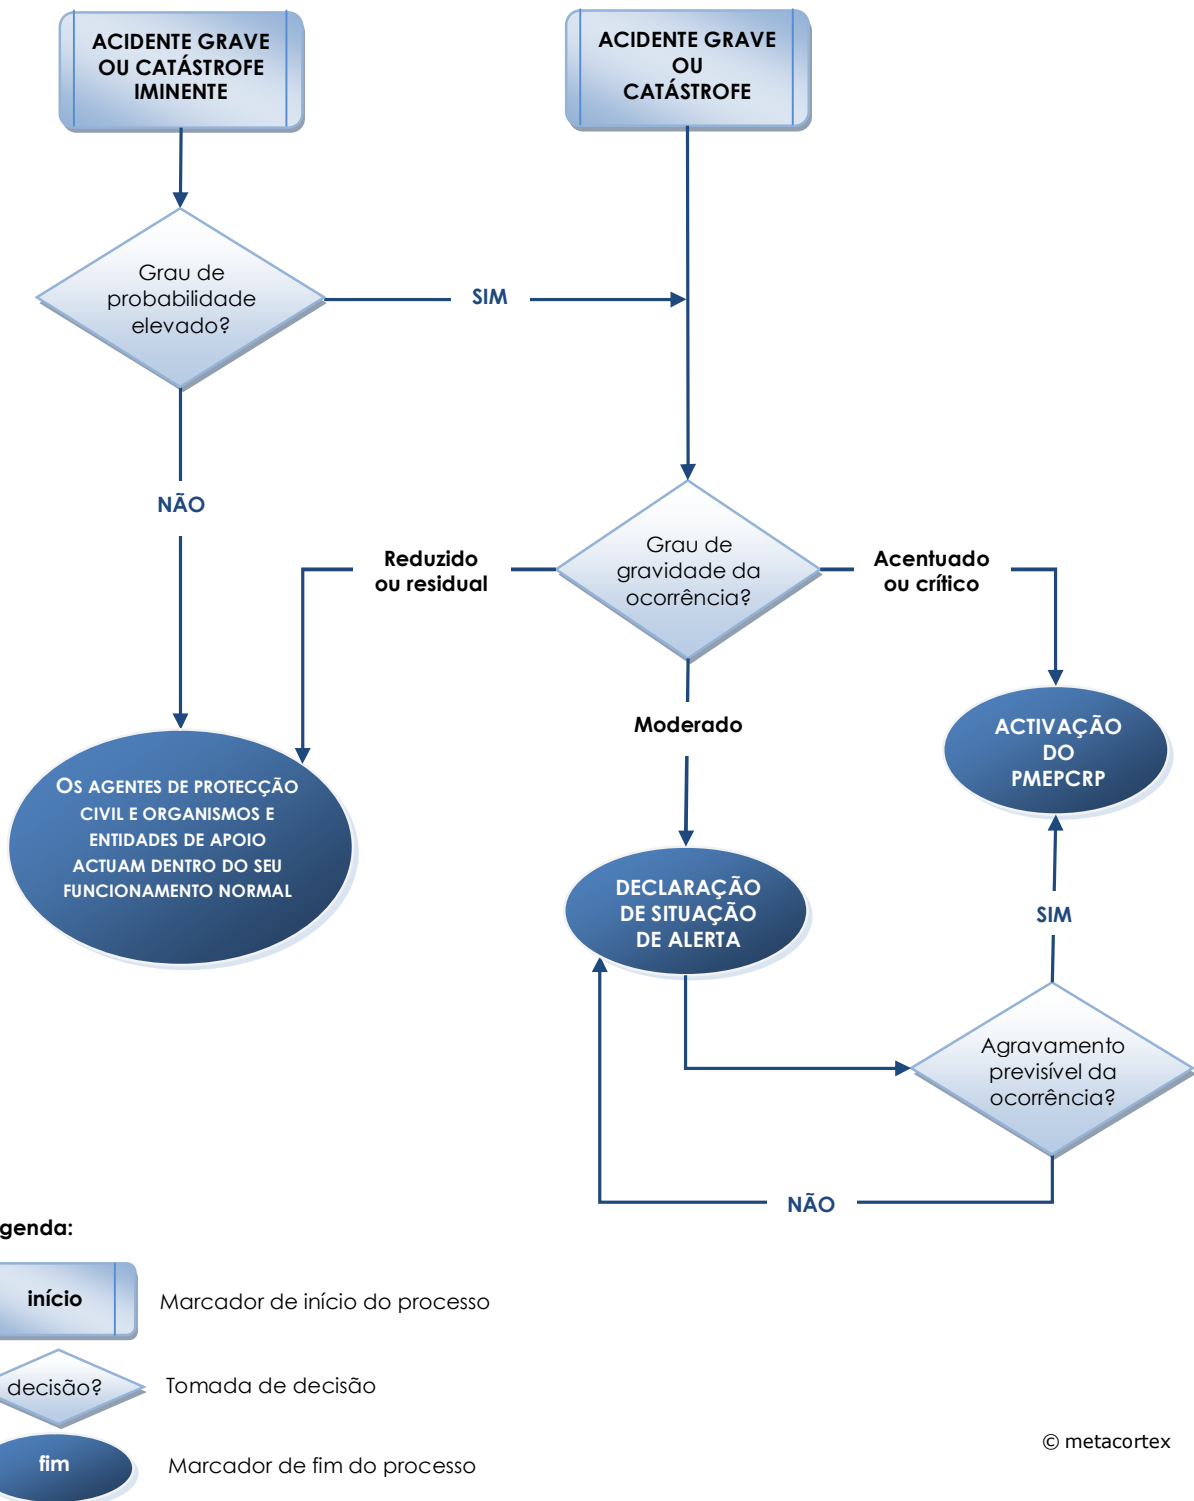 ACIDENTE GRAVE
OU CATÁSTROFE
IMINENTE
ACIDENTE GRAVE
OU
CATÁSTROFE
Grau de
probabilidade
elevado?
SIM
NÃO
Grau de
gravidade da
ocorrência?
Reduzido
ou residual
Acentuado
ou crítico
Moderado
ACTIVAÇÃO
DO
PMEPCRP
OS AGENTES DE PROTECÇÃO
CIVIL E ORGANISMOS E
ENTIDADES DE APOIO
ACTUAM DENTRO DO SEU
FUNCIONAMENTO NORMAL
DECLARAÇÃO
DE SITUAÇÃO
DE ALERTA
SIM
Agravamento
previsível da
ocorrência?
NÃO
genda:
início
Marcador de início do processo
decisão?
Tomada de decisão
fim
Marcador de fim do processo
© metacortex